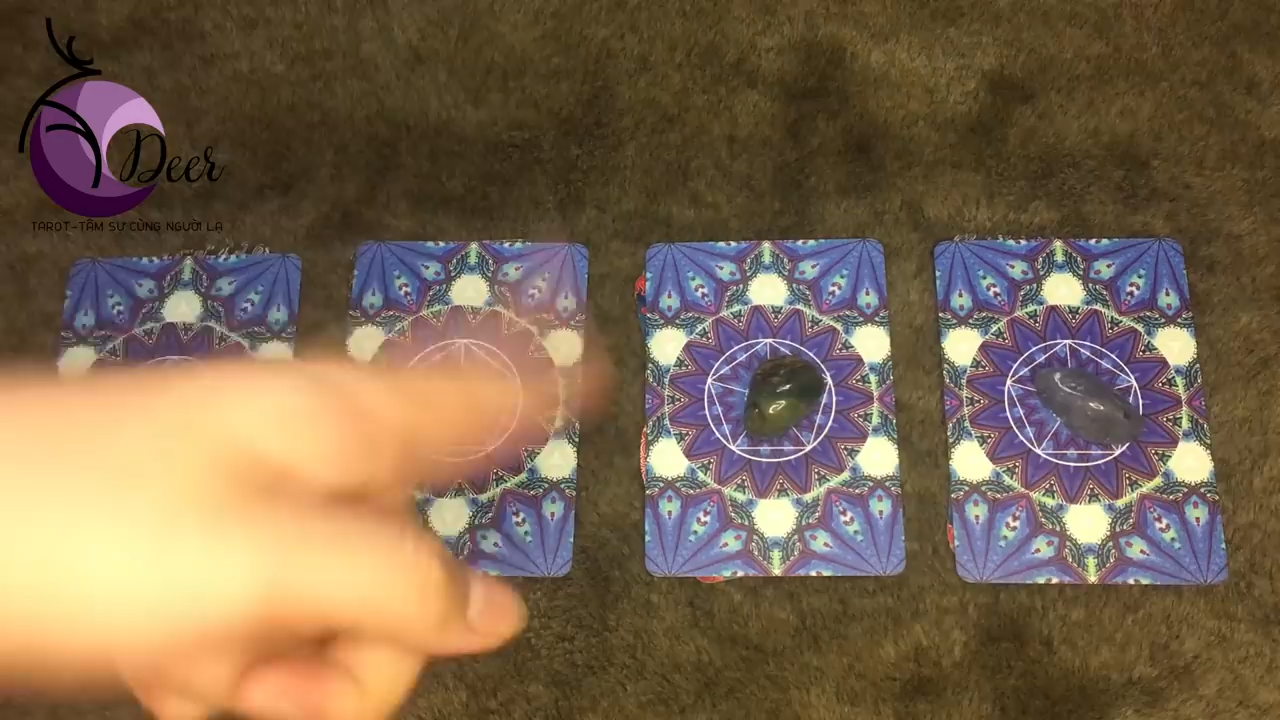 Deer
TAROT-TÂM SỰ CÙNG NGƯỜI LẠ